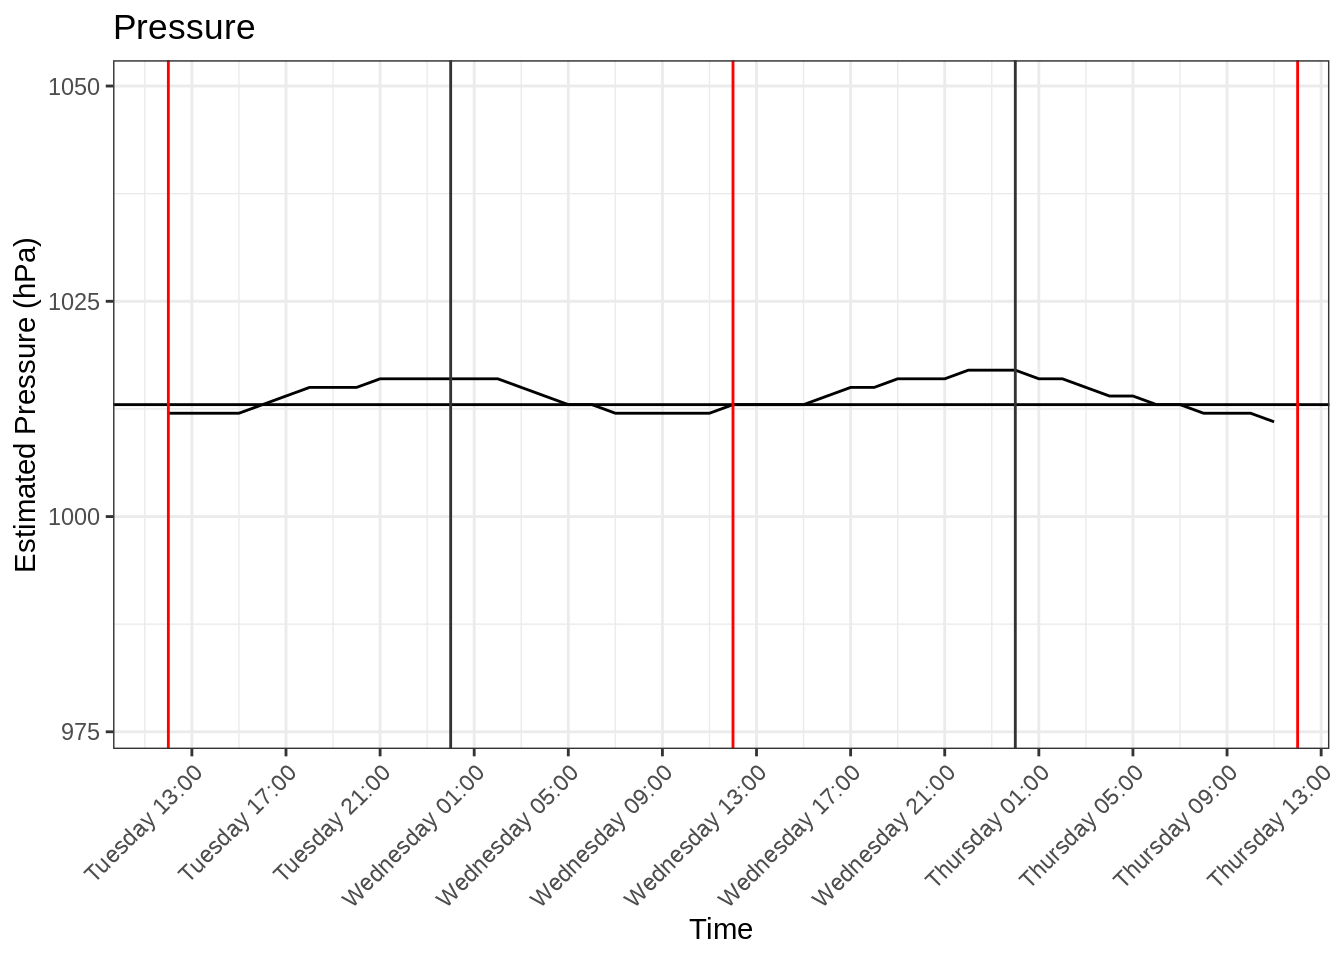 Pressure
Estimated Pressure (hPa)
1050
1025
1000
975
Tuesday 13:00
Tuesday 17:00
Tuesday 21:00
Wednesday 01:00
Wednesday 05:00
Wednesday 09:00
Wednesday 13:00
Wednesday 17:00
Wednesday 21:00
Thursday 01:00
Thursday 05:00
Thursday 09:00
Thursday 13:00
Time